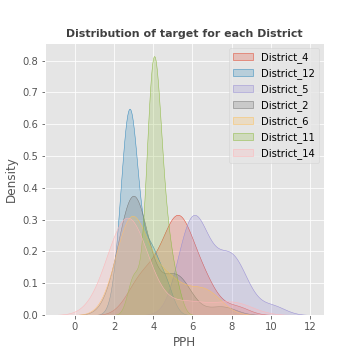 Distribution of target for each District
District_4
District_12
District_5
District_2
District_6
District_11
District_14
Density
0.8
0.7
0.6
0.5
0.4
0.3
0.2
0.1
0.0
0 2 4 6 8 10 12
PPH